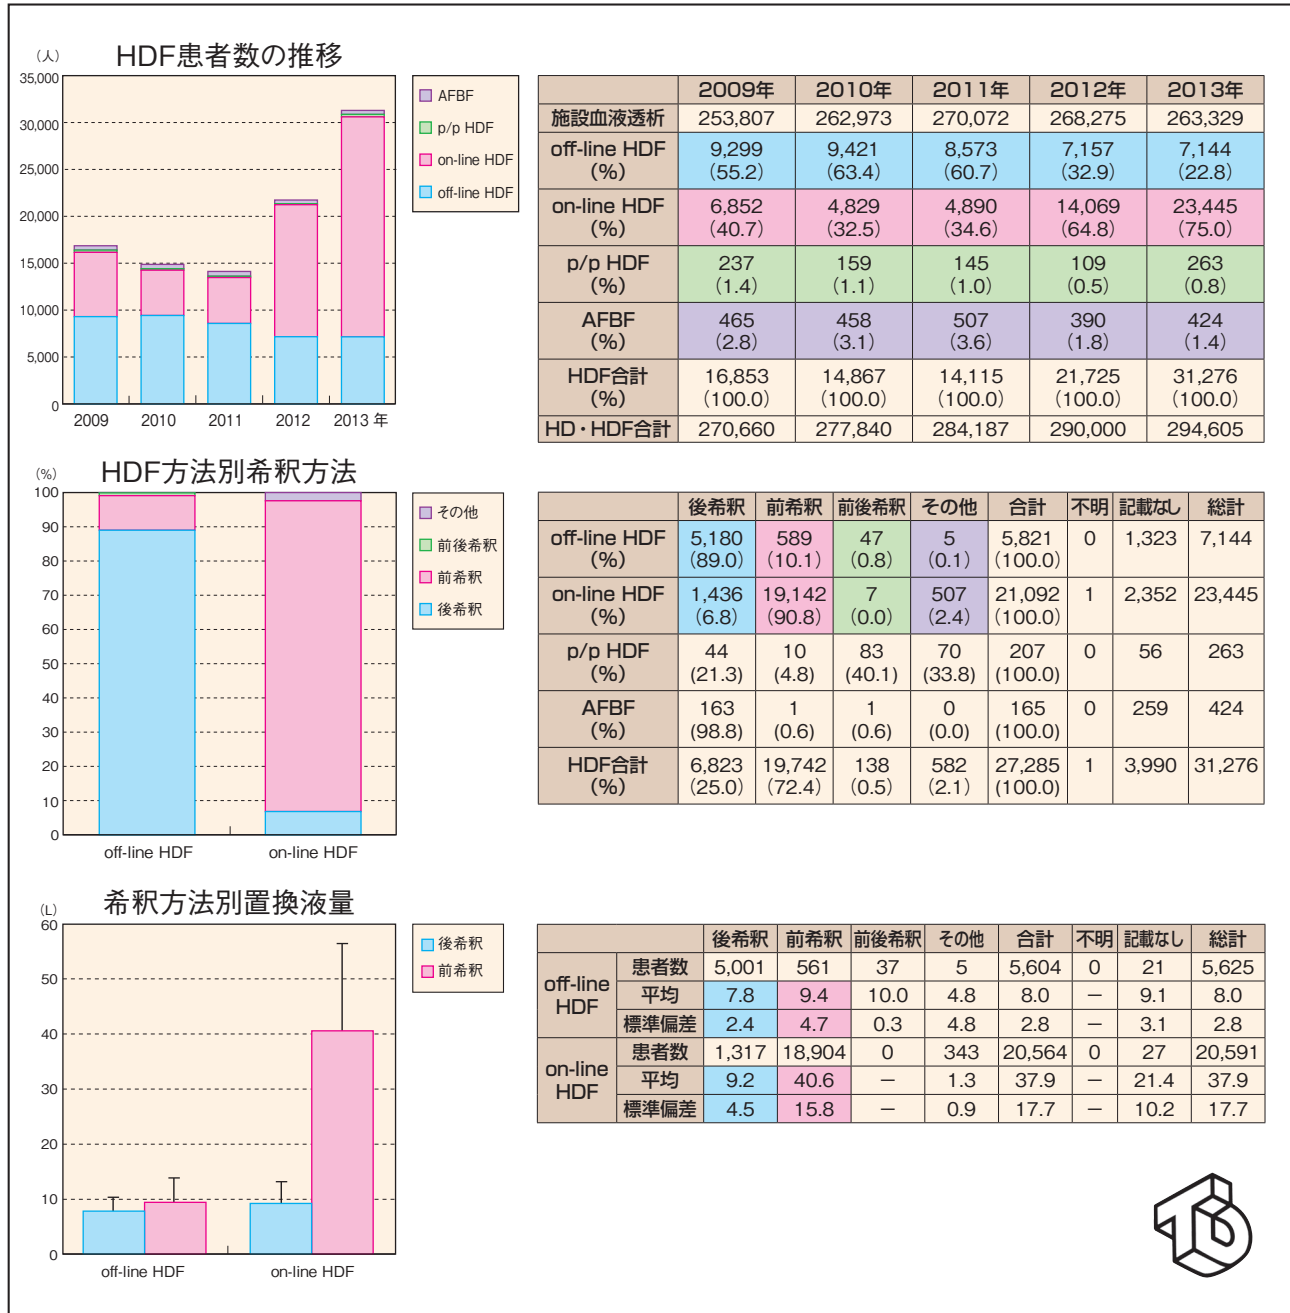 HDF患者数の推移
(人)
35,000
30,000
25,000
20,000
15,000
10,000
5,000
0
2009 2010 2011 2012 2013 年
AFBF
p/p HDF
on-line HDF
off-line HDF
2009年 2010年 2011年 2012年 2013年
施設血液透析 253,807 262,973 270,072 268,275 263,329
off-line HDF 9,299 9,421 8,573 7,157 7,144
(%) (55.2) (63.4) (60.7) (32.9) (22.8)
on-line HDF 6,852 4,829 4,890 14,069 23,445
(%) (40.7) (32.5) (34.6) (64.8) (75.0)
p/p HDF 237 159 145 109 263
(%) (1.4) (1.1) (1.0) (0.5) (0.8)
AFBF 465 458 507 390 424
(%) (2.8) (3.1) (3.6) (1.8) (1.4)
HDF合計 16,853 14,867 14,115 21,725 31,276
(%) (100.0) (100.0) (100.0) (100.0) (100.0)
HD・HDF合計 270,660 277,840 284,187 290,000 294,605
HDF方法別希釈方法
(%)
100
90
80
70
60
50
40
30
20
10
0
off-line HDF on-line HDF
その他
前後希釈
前希釈
後希釈
後希釈 前希釈 前後希釈 その他 合計 不明 記載なし 総計
off-line HDF 5,180 589 47 5 5,821 0 1,323 7,144
(%) (89.0) (10.1) (0.8) (0.1) (100.0)
on-line HDF 1,436 19,142 7 507 21,092 1 2,352 23,445
(%) (6.8) (90.8) (0.0) (2.4) (100.0)
p/p HDF 44 10 83 70 207 0 56 263
(%) (21.3) (4.8) (40.1) (33.8) (100.0)
AFBF 163 1 1 0 165 0 259 424
(%) (98.8) (0.6) (0.6) (0.0) (100.0)
HDF合計 6,823 19,742 138 582 27,285 1 3,990 31,276
(%) (25.0) (72.4) (0.5) (2.1) (100.0)
希釈方法別置換液量
(L)
60
50
40
30
20
10
0
off-line HDF on-line HDF
後希釈
前希釈
後希釈 前希釈 前後希釈 その他 合計 不明 記載なし 総計
off-line HDF 患者数 5,001 561 37 5 5,604 0 21 5,625
平均 7.8 9.4 10.0 4.8 8.0 — 9.1 8.0
標準偏差 2.4 4.7 0.3 4.8 2.8 — 3.1 2.8
on-line HDF 患者数 1,317 18,904 0 343 20,564 0 27 20,591
平均 9.2 40.6 — 1.3 37.9 — 21.4 37.9
標準偏差 4.5 15.8 — 0.9 17.7 — 10.2 17.7